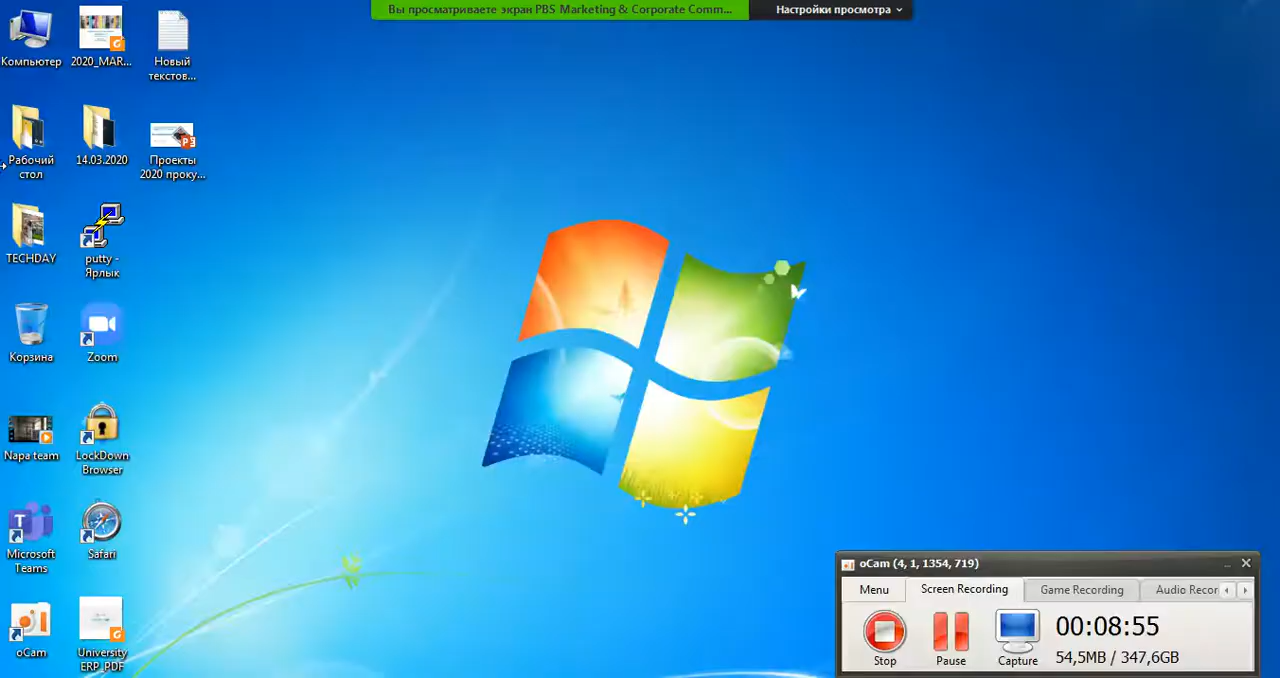 Вы просматриваете экран PBS Marketing & Corporate Comm...
Настройки просмотра
Компьютер
2020_MAR...
Новый
текстов...
Рабочий
стол
14.03.2020
Проекты
2020 проку...
TECHDAY
putty -
Ярлык
Корзина
Zoom
Napa team
LockDown
Browser
Microsoft
Teams
Safari
oCam
University
ERP_PDF
oCam (4, 1, 1354, 719)
Menu
Screen Recording
Game Recording
Audio Recor
Stop
Pause
Capture
00:08:55
54,5MB / 347,6GB